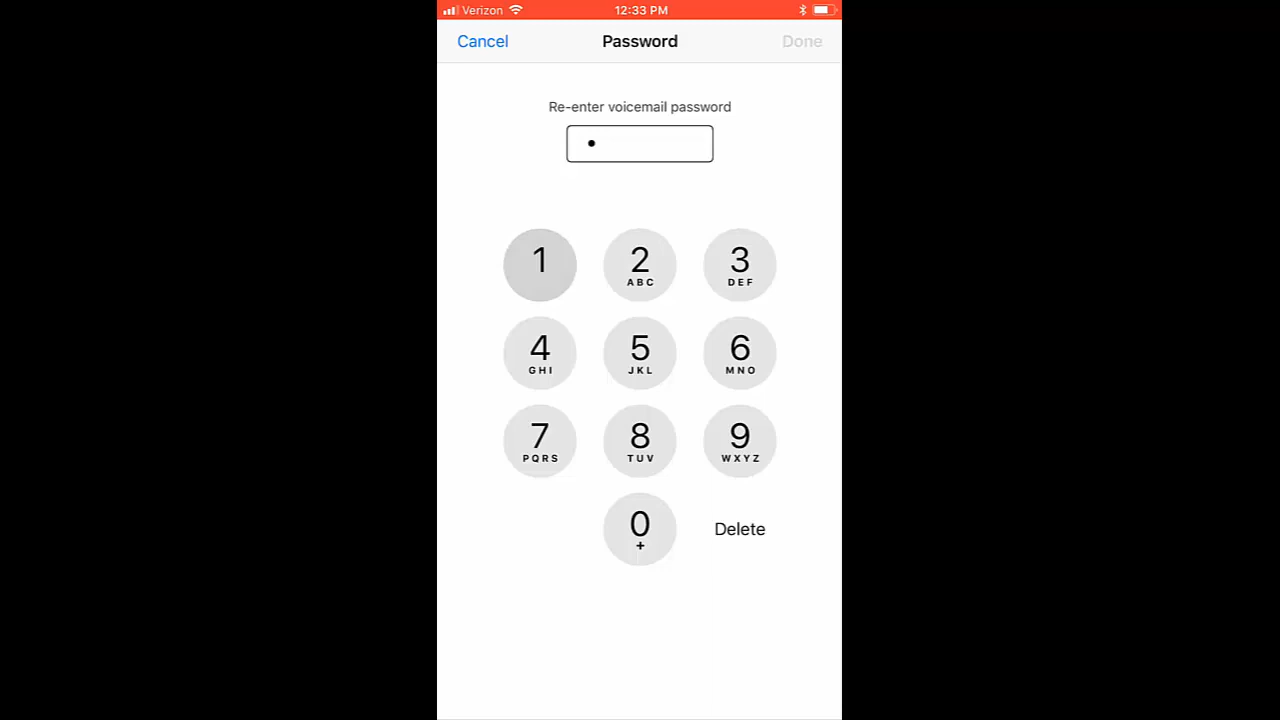 Verizon 12:33 PM
Cancel Password Done
Re-enter voicemail password
1 2 3
ABC DEF
4 5 6
GHI JKL MNO
7 8 9
PQRS TUV WXYZ
0 Delete
+